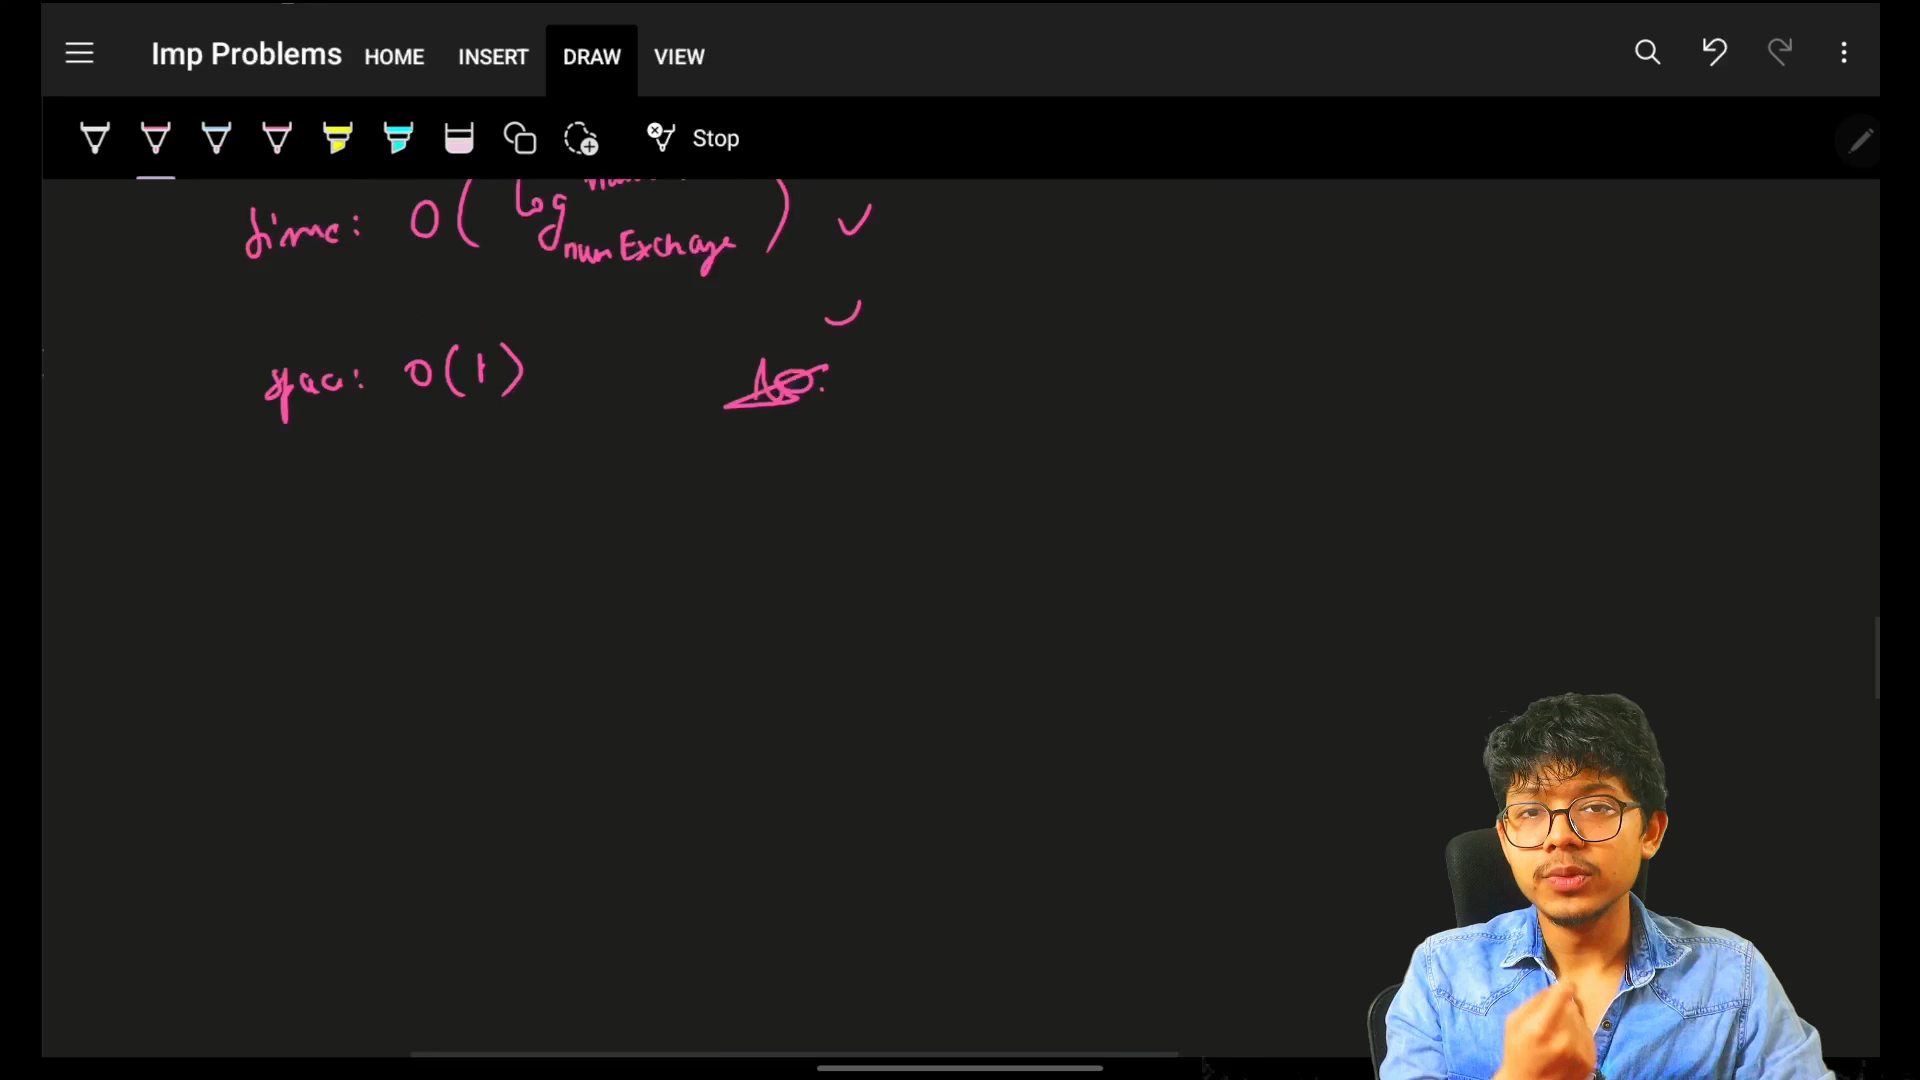 Imp Problems HOME INSERT DRAW VIEW
Stop
time: O( log numExchange )
space: O(1)